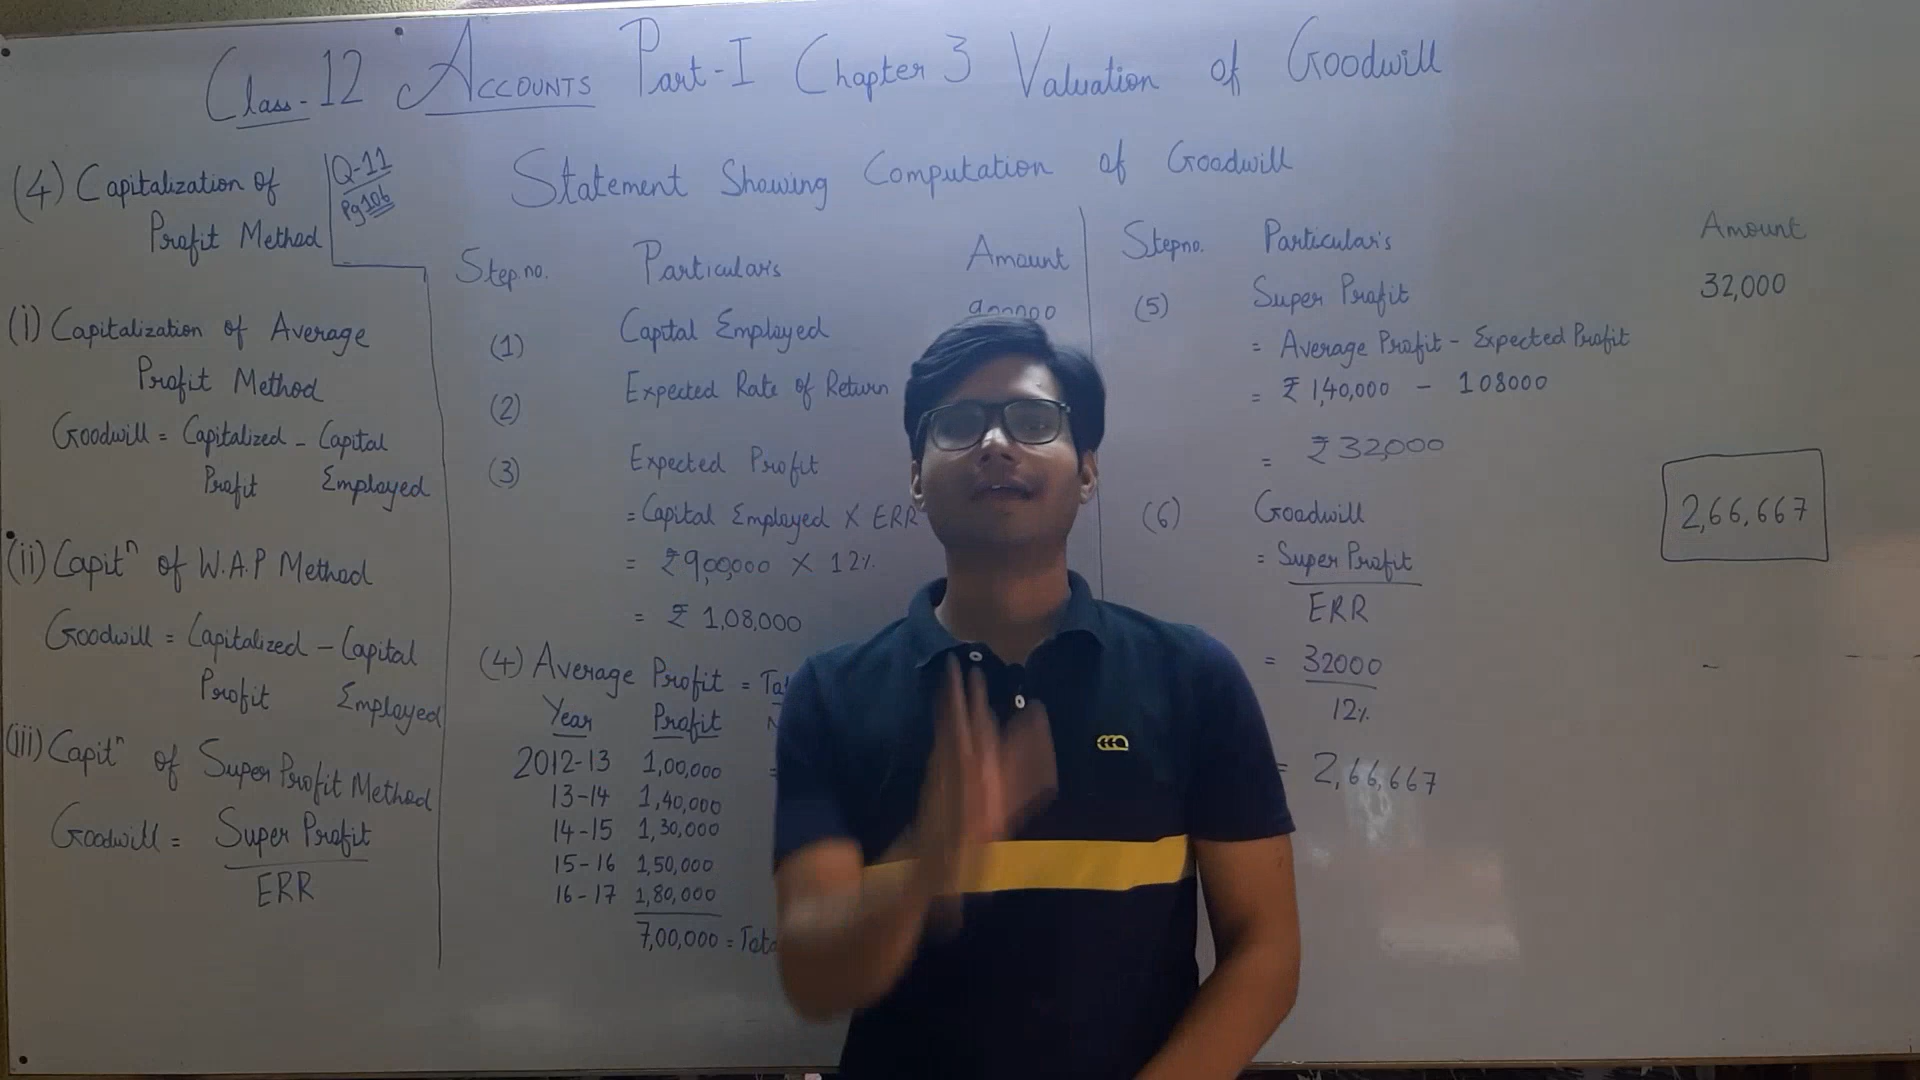 Class-12 Accounts Part-I Chapter 3 Valuation of Goodwill
(4) Capitalization of
Profit Method
Q-11
Pg 106
(i) Capitalization of Average
Profit Method
Goodwill = Capitalized - Capital
Profit Employed
(ii) Capitⁿ of W.A.P Method
Goodwill = Capitalized - Capital
Profit Employed
(iii) Capitⁿ of Super Profit Method
Goodwill = Super Profit
ERR
Statement Showing Computation of Goodwill
Step no. Particulars Amount
(1) Capital Employed
(2) Expected Rate of Return
(3) Expected Profit
= Capital Employed X ERR
= ₹9,00,000 X 12%
= ₹ 1,08,000
(4) Average Profit =
Year Profit
2012-13 1,00,000 =
13-14 1,40,000
14-15 1,30,000
15-16 1,50,000
16-17 1,80,000
7,00,000 =
Step no. Particulars Amount
(5) Super Profit 32,000
= Average Profit - Expected Profit
= ₹ 1,40,000 - 108000
= ₹ 32,000
(6) Goodwill 2,66,667
= Super Profit
ERR
= 32000
12%
= 2,66,667